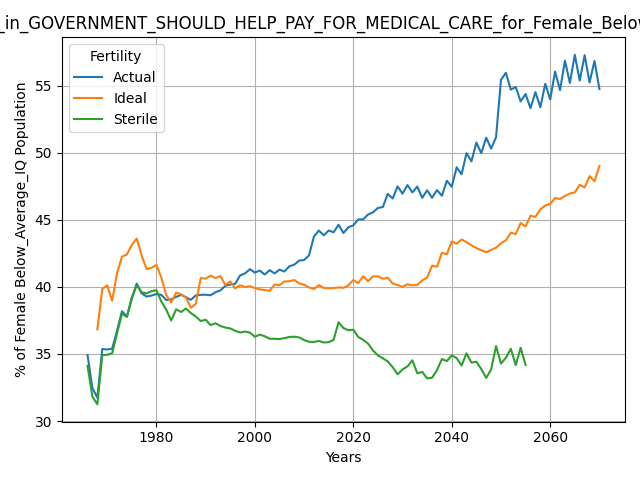 _in_GOVERNMENT_SHOULD_HELP_PAY_FOR_MEDICAL_CARE_for_Female_Below
Fertility
Actual
Ideal
Sterile
% of Female Below_Average_IQ Population
55
50
45
40
35
30
1980
2000
2020
2040
2060
Years